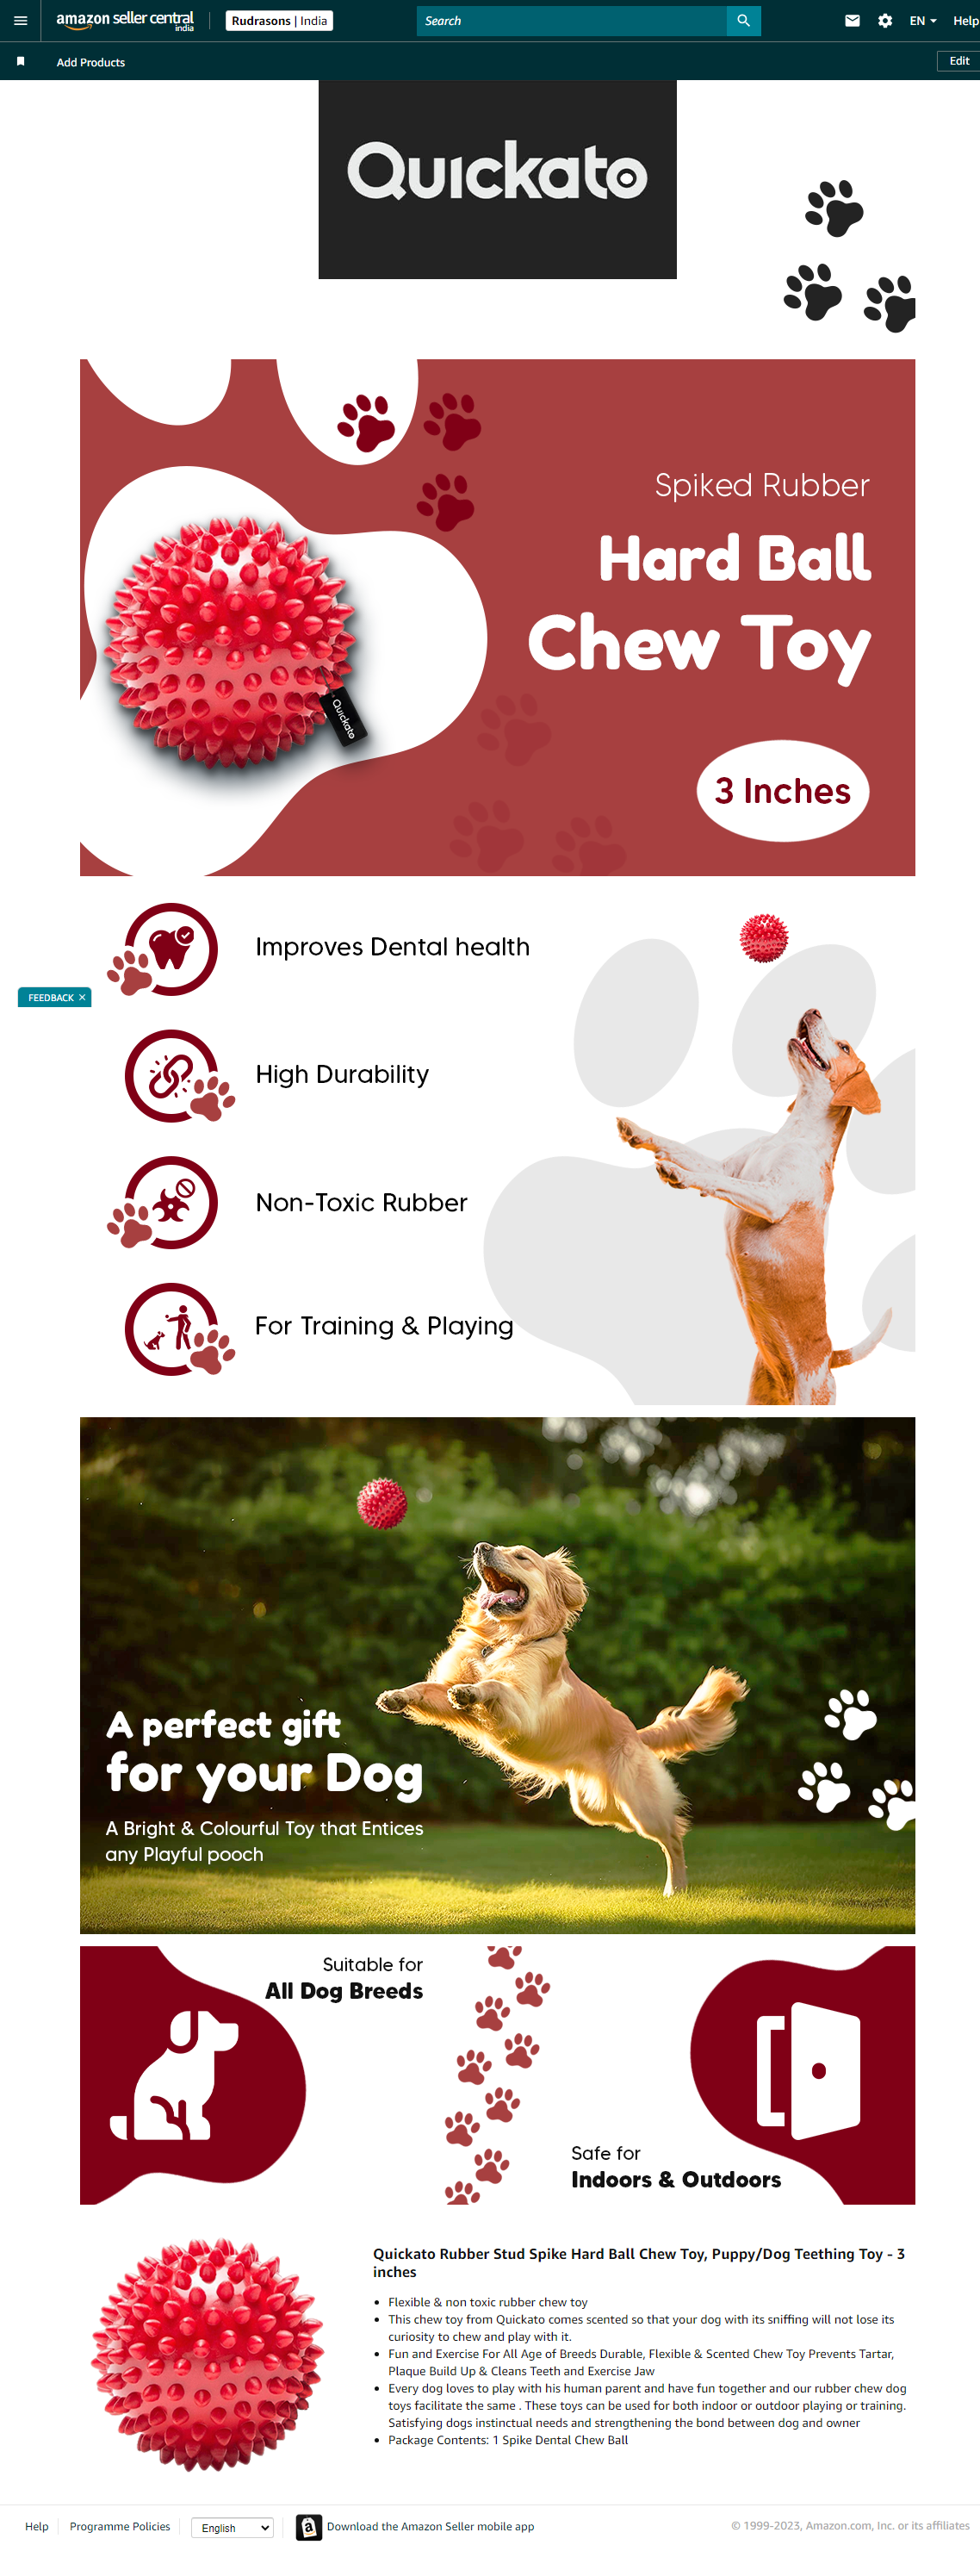 amazon seller central
india
Rudrasons | India
Search
EN
Help
Add Products
Edit
Quickato
Spiked Rubber
Hard Ball
Chew Toy
Quickato
3 Inches
Improves Dental health
FEEDBACK ×
High Durability
Non-Toxic Rubber
For Training & Playing
A perfect gift
for your Dog
A Bright & Colourful Toy that Entices
any Playful pooch
Suitable for
All Dog Breeds
Safe for
Indoors & Outdoors
Quickato Rubber Stud Spike Hard Ball Chew Toy, Puppy/Dog Teething Toy - 3
inches
• Flexible & non toxic rubber chew toy
• This chew toy from Quickato comes scented so that your dog with its sniffing will not lose its
curiosity to chew and play with it.
• Fun and Exercise For All Age of Breeds Durable, Flexible & Scented Chew Toy Prevents Tartar,
Plaque Build Up & Cleans Teeth and Exercise Jaw
• Every dog loves to play with his human parent and have fun together and our rubber chew dog
toys facilitate the same . These toys can be used for both indoor or outdoor playing or training.
Satisfying dogs instinctual needs and strengthening the bond between dog and owner
• Package Contents: 1 Spike Dental Chew Ball
Help
Programme Policies
English
a
Download the Amazon Seller mobile app
© 1999-2023, Amazon.com, Inc. or its affiliates